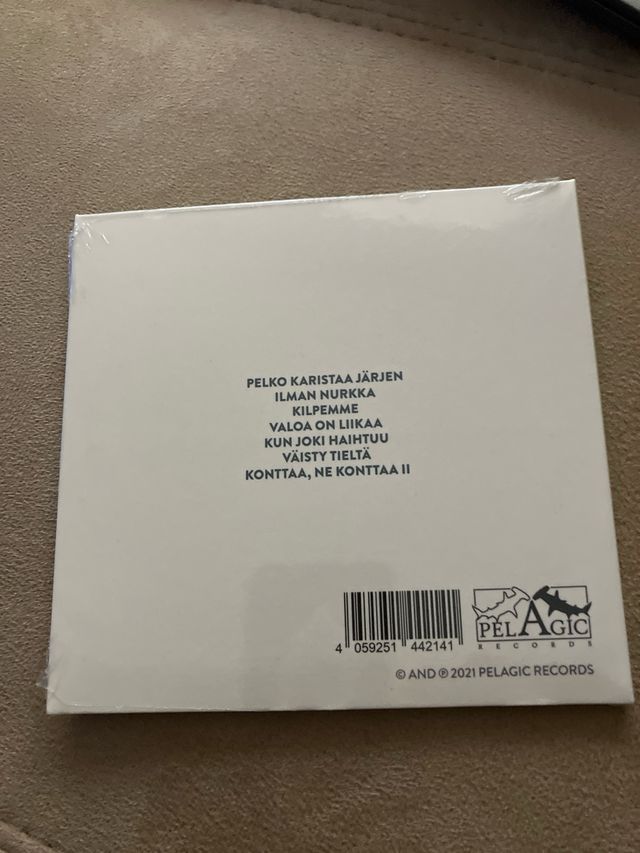 PELKO KARISTAA JÄRJEN
ILMAN NURKKA
KILPEMME
VALOA ON LIIKAA
KUN JOKI HAIHTUU
VÄISTY TIELTÄ
KONTTAA, NE KONTTAA II
4 059251 442141
PELAGIC
RECORDS
© AND ℗ 2021 PELAGIC RECORDS